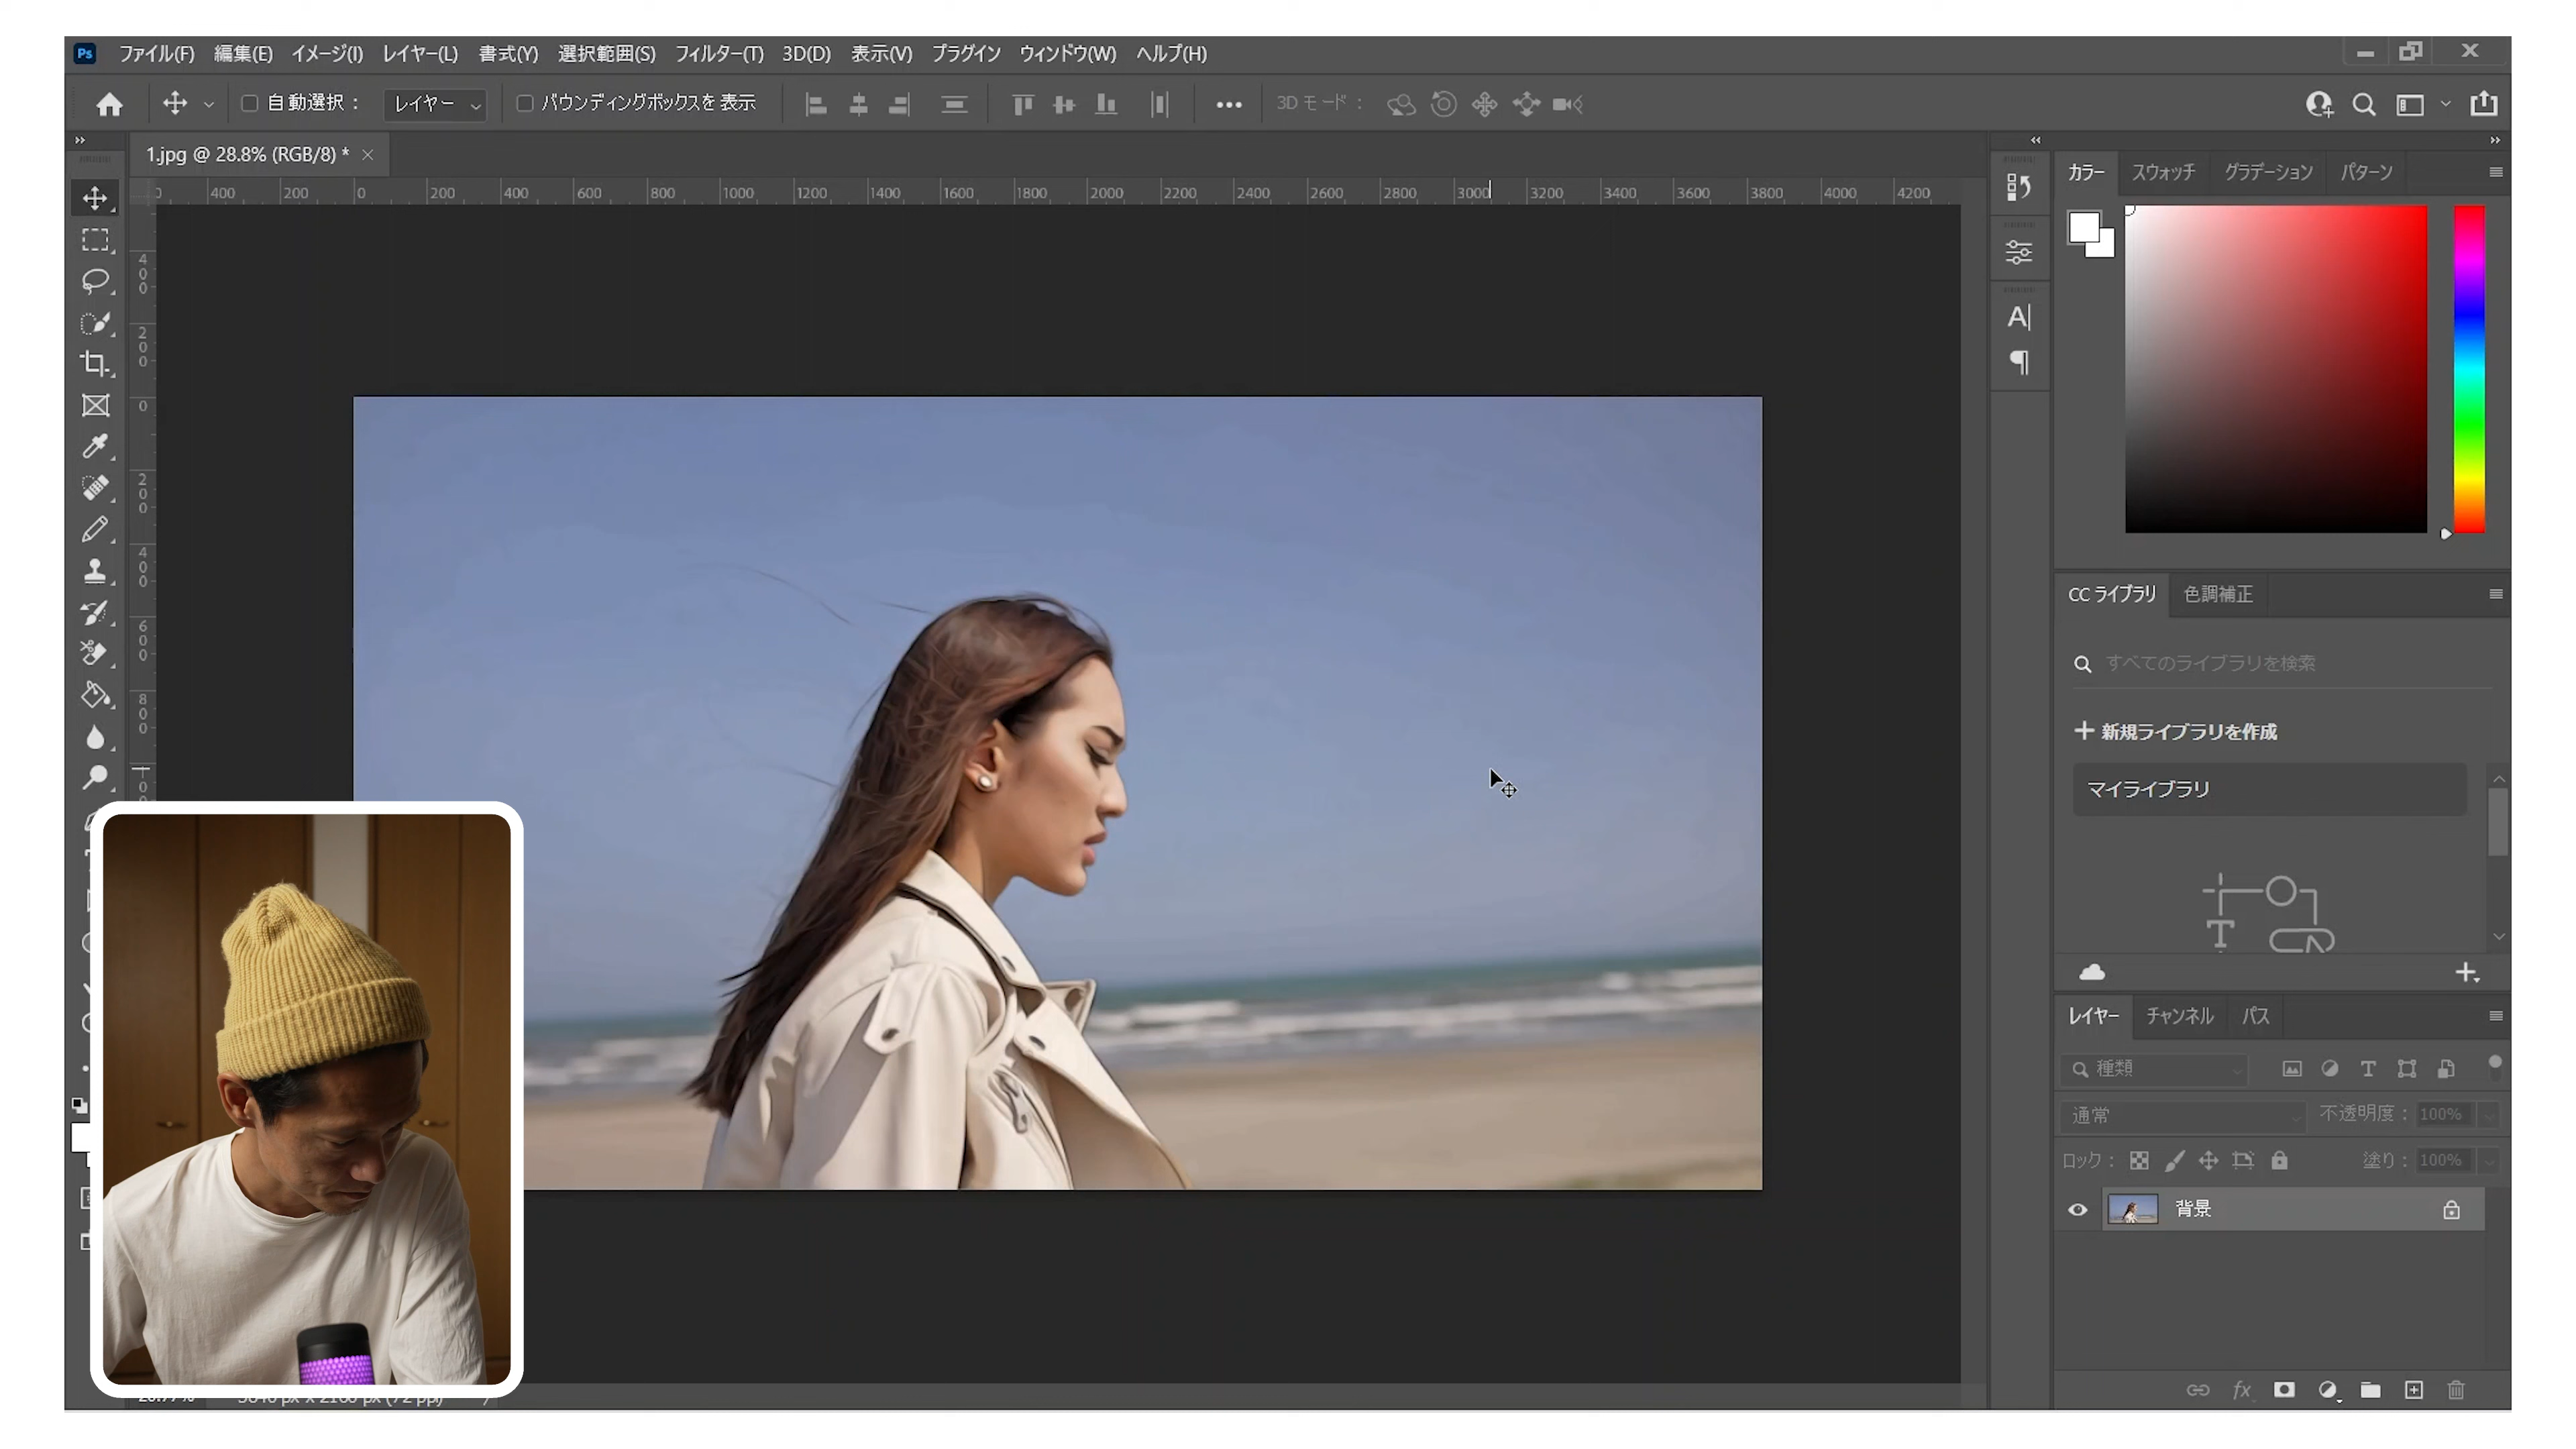 Ps ファイル(F) 編集(E) イメージ(I) レイヤー(L) 書式(Y) 選択範囲(S) フィルター(T) 3D(D) 表示(V) プラグイン ウィンドウ(W) ヘルプ(H)
自動選択： レイヤー バウンディングボックスを表示 3D モード：
1.jpg @ 28.8% (RGB/8) *
400 200 0 200 400 600 800 1000 1200 1400 1600 1800 2000 2200 2400 2600 2800 3000 3200 3400 3600 3800 4000 4200
400
200
0
200
400
600
800
カラー スウォッチ グラデーション パターン
CC ライブラリ 色調補正
すべてのライブラリを検索
+ 新規ライブラリを作成
マイライブラリ
レイヤー チャンネル パス
種類
通常 不透明度： 100%
ロック： 塗り： 100%
背景
fx